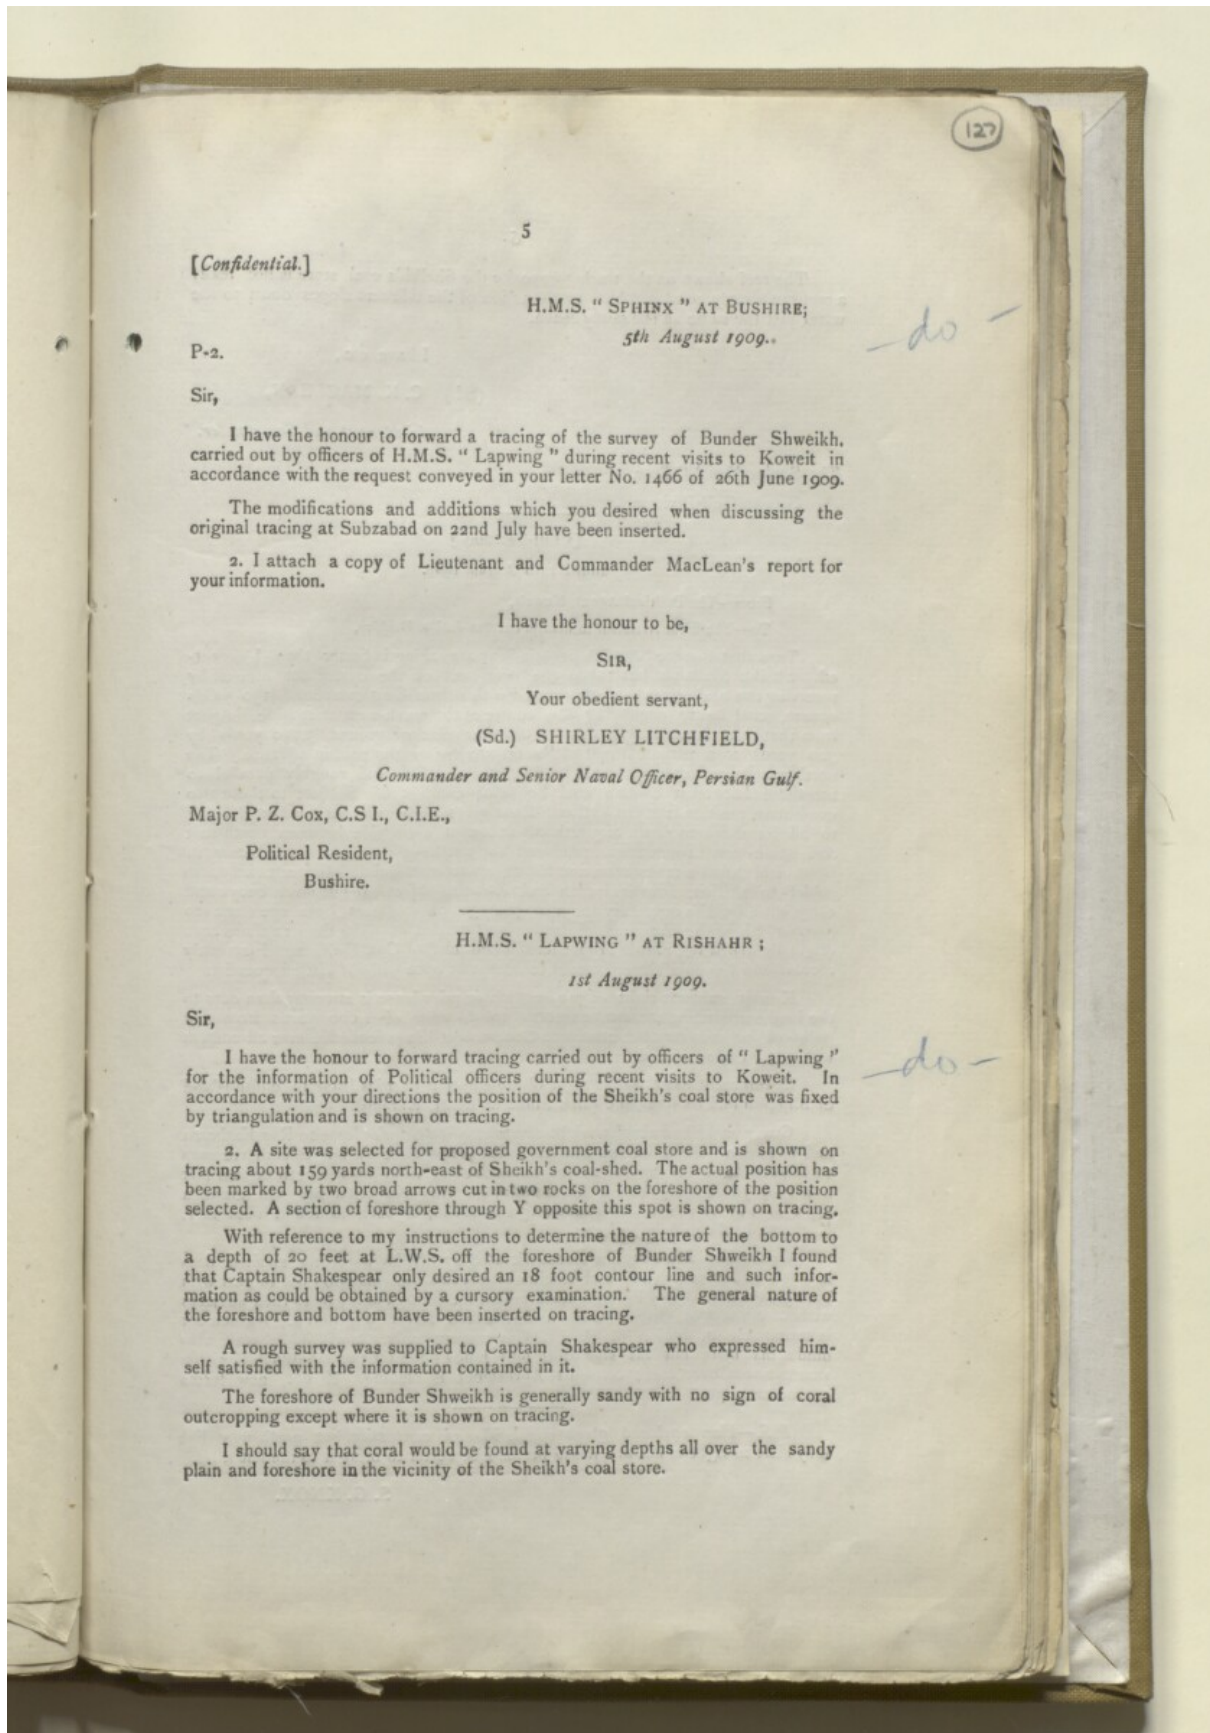 127
5
[Confidential.]
H.M.S. “ SPHINX ” AT BUSHIRE;
— do —
5th August 1909..
P-2.
Sir,
I have the honour to forward a tracing of the survey of Bunder Shweikh.
carried out by officers of H.M.S. “ Lapwing ” during recent visits to Koweit in
accordance with the request conveyed in your letter No. 1466 of 26th June 1909.
The modifications and additions which you desired when discussing the
original tracing at Subzabad on 22nd July have been inserted.
2. I attach a copy of Lieutenant and Commander MacLean’s report for
your information.
I have the honour to be,
SIR,
Your obedient servant,
(Sd.) SHIRLEY LITCHFIELD,
Commander and Senior Naval Officer, Persian Gulf.
Major P. Z. Cox, C.S I., C.I.E.,
Political Resident,
Bushire.
H.M.S. “ LAPWING ” AT RISHAHR ;
1st August 1909.
Sir,
I have the honour to forward tracing carried out by officers of “ Lapwing ”
— do —
for the information of Political officers during recent visits to Koweit. In
accordance with your directions the position of the Sheikh’s coal store was fixed
by triangulation and is shown on tracing.
2. A site was selected for proposed government coal store and is shown on
tracing about 159 yards north-east of Sheikh’s coal-shed. The actual position has
been marked by two broad arrows cut in two rocks on the foreshore of the position
selected. A section of foreshore through Y opposite this spot is shown on tracing.
With reference to my instructions to determine the nature of the bottom to
a depth of 20 feet at L.W.S. off the foreshore of Bunder Shweikh I found
that Captain Shakespear only desired an 18 foot contour line and such infor-
mation as could be obtained by a cursory examination. The general nature of
the foreshore and bottom have been inserted on tracing.
A rough survey was supplied to Captain Shakespear who expressed him-
self satisfied with the information contained in it.
The foreshore of Bunder Shweikh is generally sandy with no sign of coral
outcropping except where it is shown on tracing.
I should say that coral would be found at varying depths all over the sandy
plain and foreshore in the vicinity of the Sheikh’s coal store.